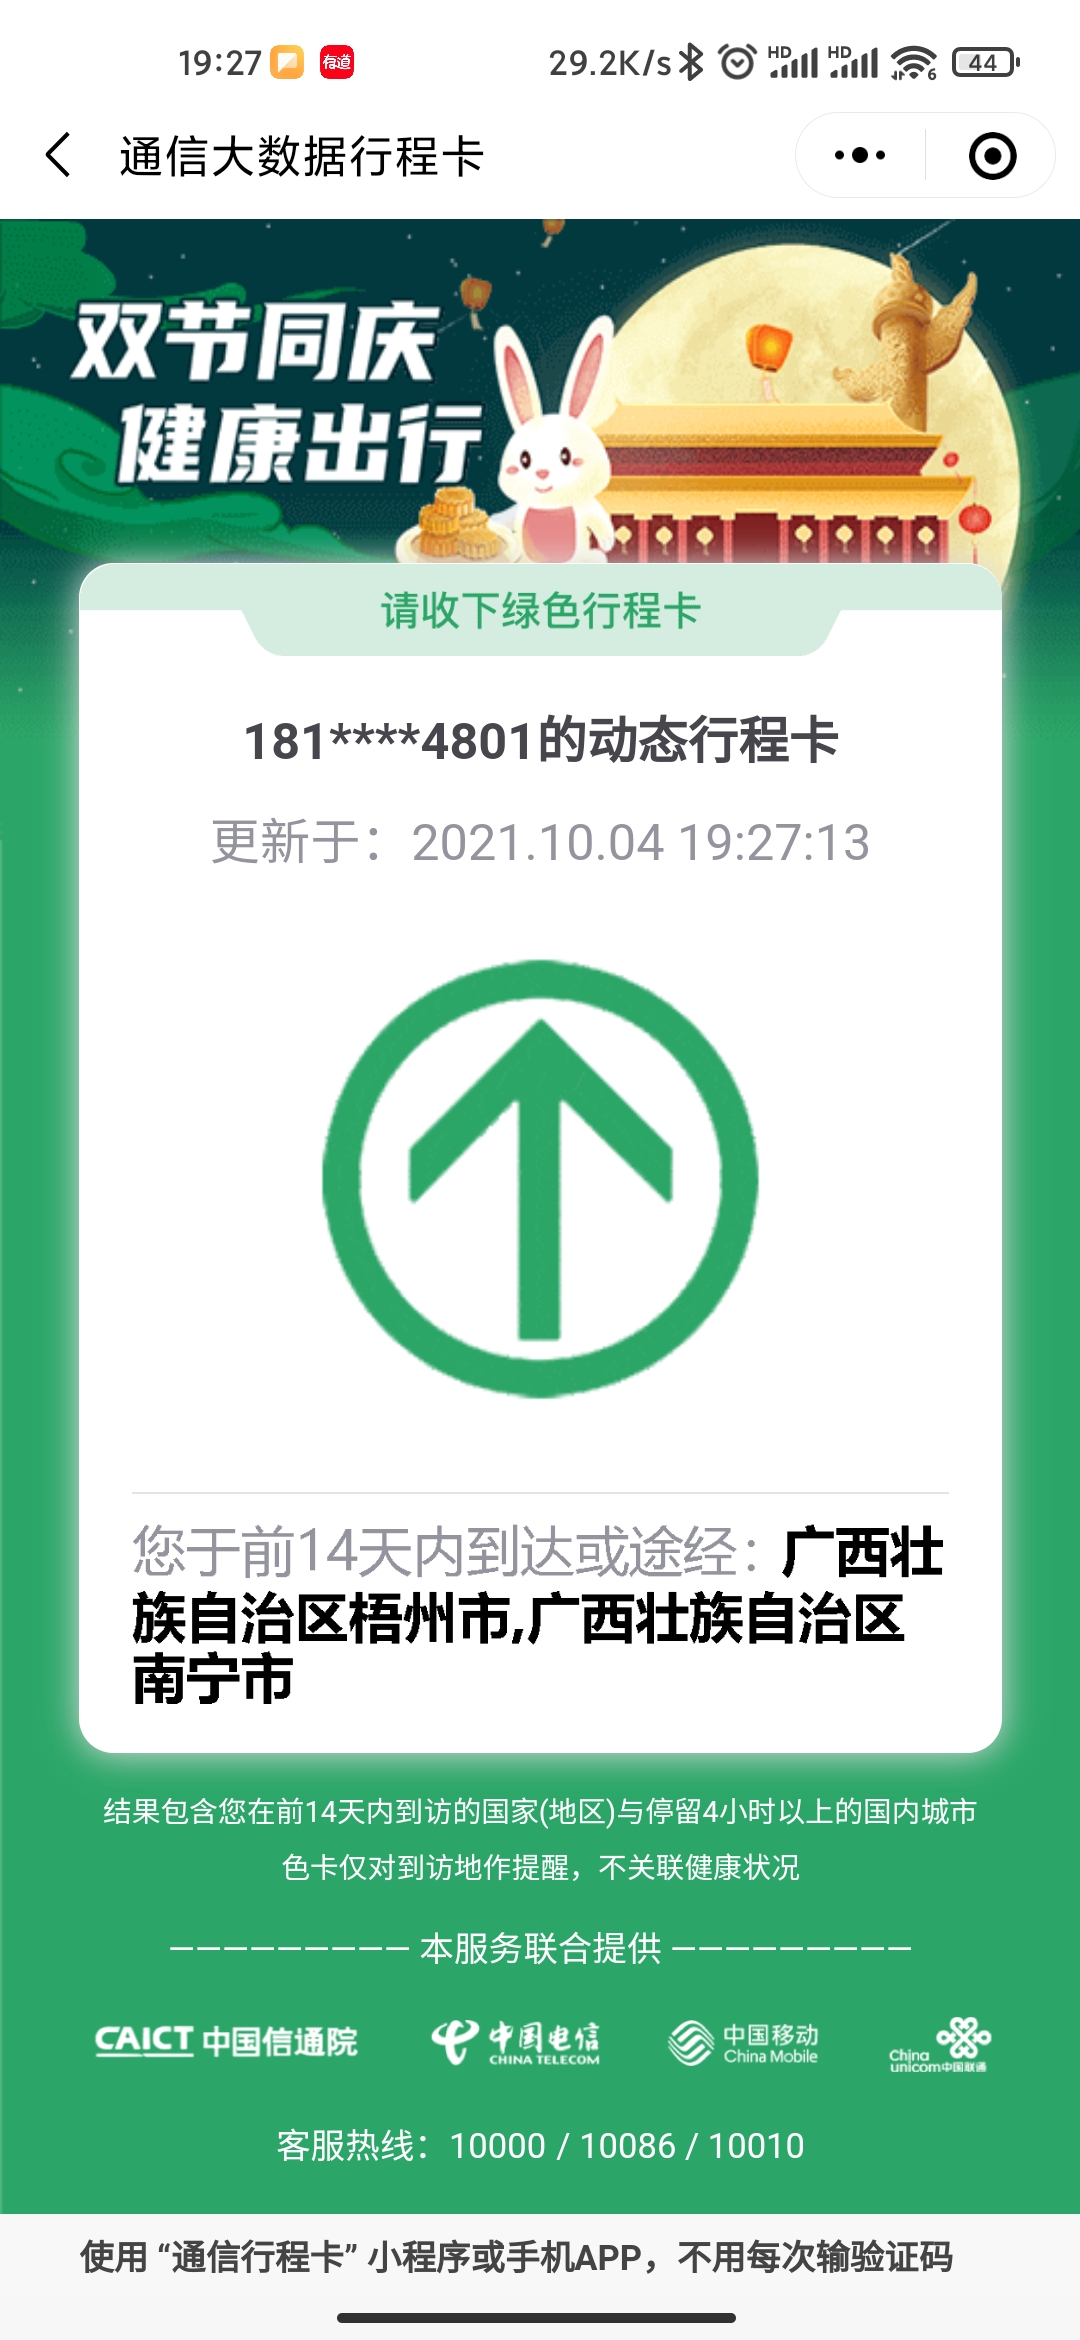 19:27 有道 29.2K/s HD HD 6 44
通信大数据行程卡
双节同庆
健康出行
请收下绿色行程卡
181****4801的动态行程卡
更新于：2021.10.04 19:27:13
您于前14天内到达或途经：广西壮
族自治区梧州市,广西壮族自治区
南宁市
结果包含您在前14天内到访的国家(地区)与停留4小时以上的国内城市
色卡仅对到访地作提醒，不关联健康状况
————————— 本服务联合提供 —————————
CAICT 中国信通院 中国电信 CHINA TELECOM 中国移动 China Mobile China unicom中国联通
客服热线：10000 / 10086 / 10010
使用 “通信行程卡” 小程序或手机APP，不用每次输验证码